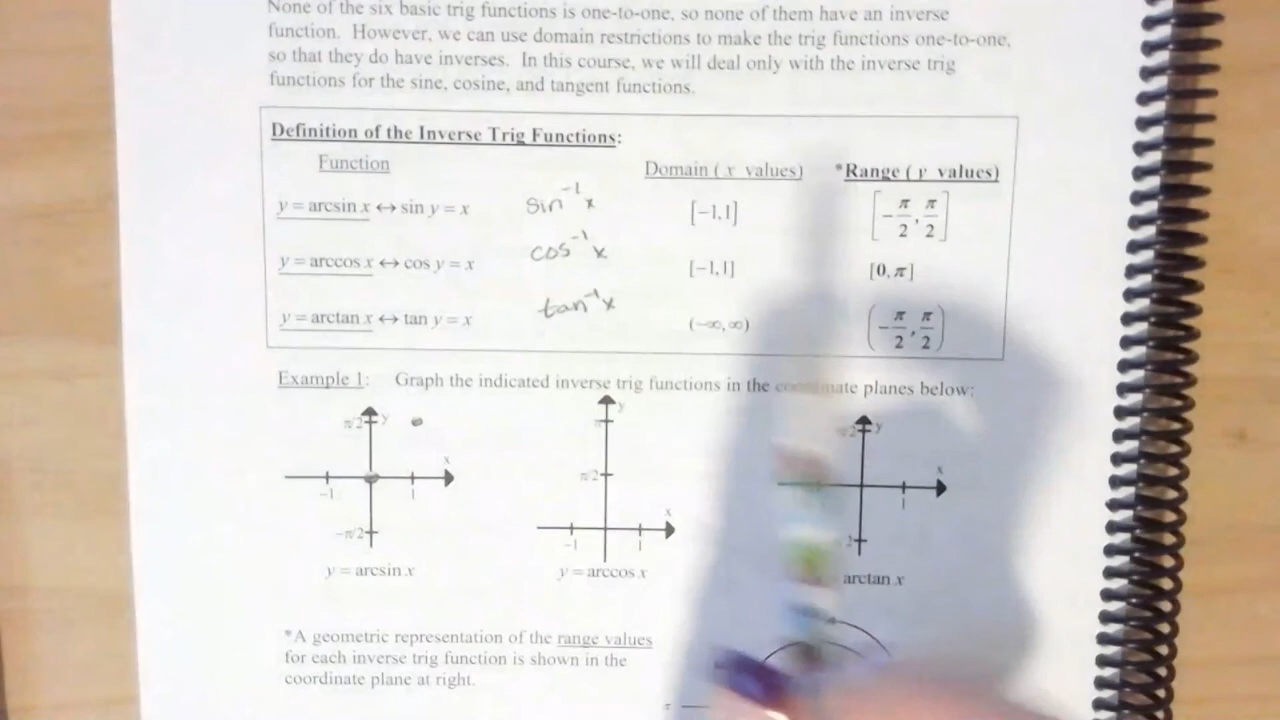 None of the six basic trig functions is one-to-one, so none of them have an inverse
function. However, we can use domain restrictions to make the trig functions one-to-one,
so that they do have inverses. In this course, we will deal only with the inverse trig
functions for the sine, cosine, and tangent functions.
Definition of the Inverse Trig Functions:
Function Domain ( x values) *Range ( y values)
y = arcsin x ↔ sin y = x sin⁻¹x [−1,1] [−π/2, π/2]
y = arccos x ↔ cos y = x cos⁻¹x [−1,1] [0, π]
y = arctan x ↔ tan y = x tan⁻¹x (−∞,∞) (−π/2, π/2)
Example 1: Graph the indicated inverse trig functions in the coordinate planes below:
π/2 y
x
−1 1
−π/2
y = arcsin x
y
π/2
x
−1 1
y = arccos x
y
x
1
arctan x
*A geometric representation of the range values
for each inverse trig function is shown in the
coordinate plane at right.